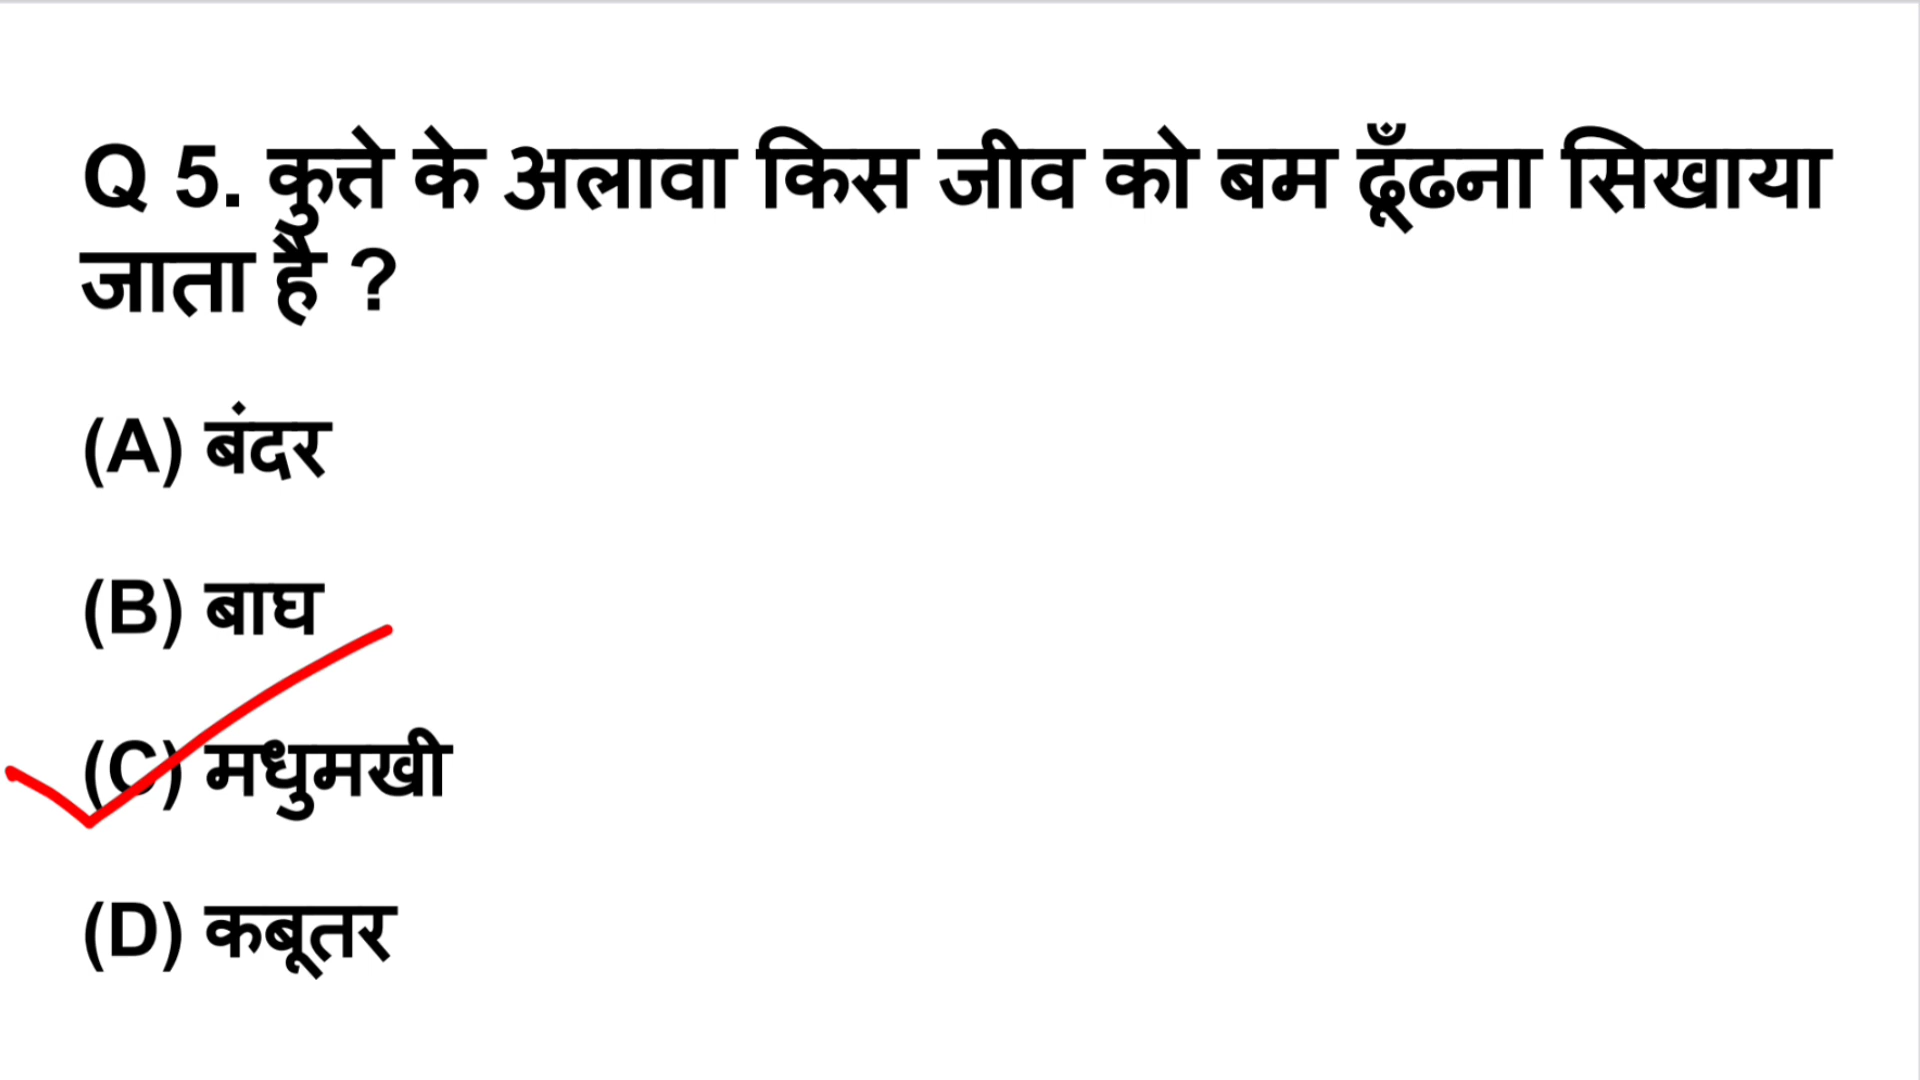 Q 5. कुत्ते के अलावा किस जीव को बम ढूँढना सिखाया
जाता है ?
(A) बंदर
(B) बाघ
(C) मधुमखी
(D) कबूतर